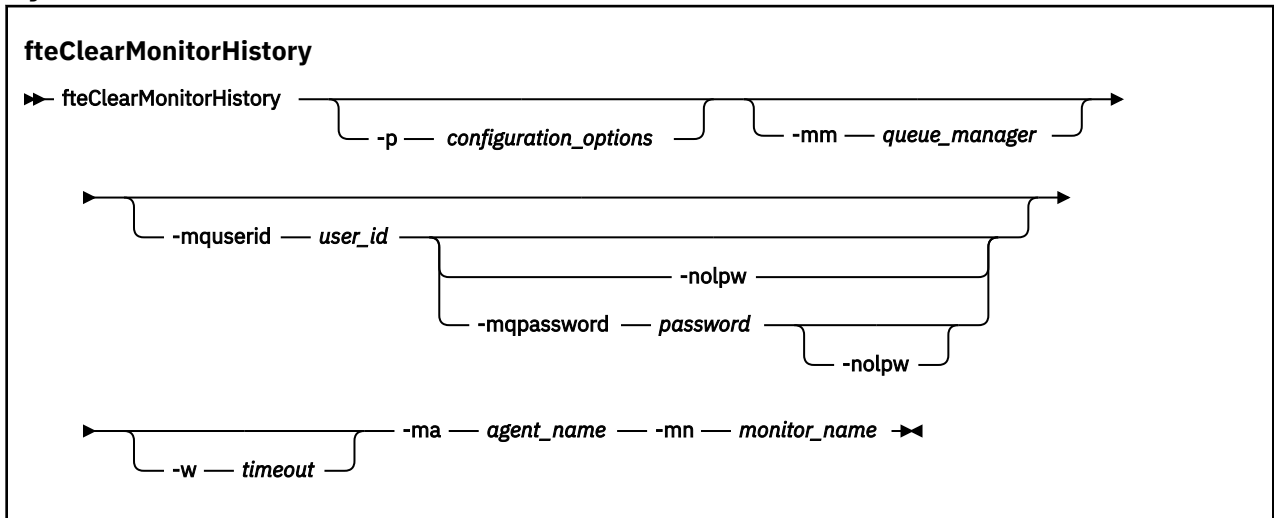 fteClearMonitorHistory
fteClearMonitorHistory
-p configuration_options -mm queue_manager
-mquserid user_id
-nolpw
-mqpassword password
-nolpw
-ma agent_name -mn monitor_name
-w timeout